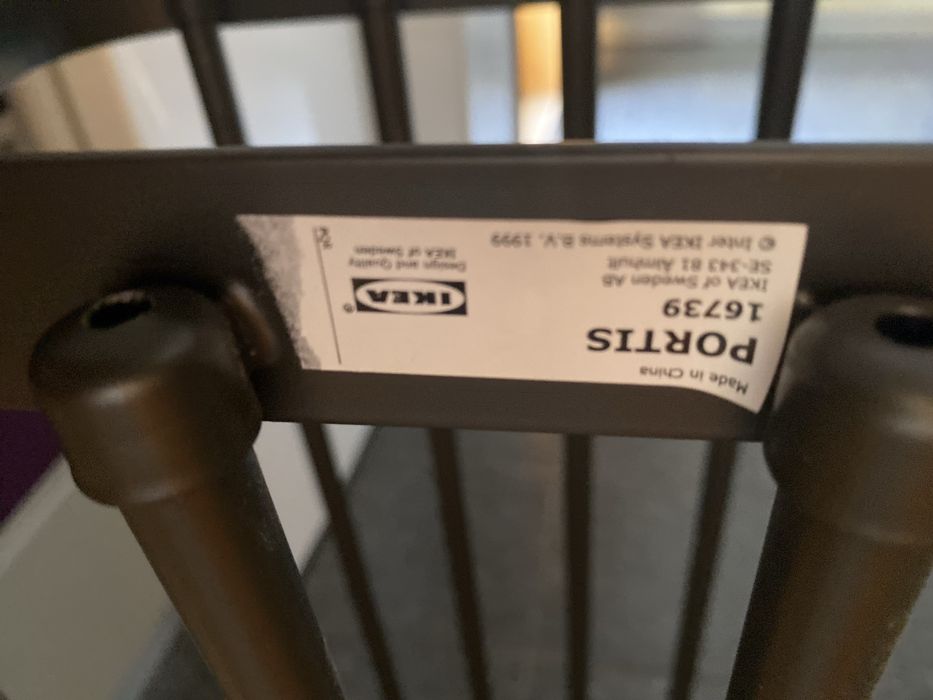 Made in China
PORTIS
16739
IKEA of Sweden AB
SE-343 81 Älmhult
© Inter IKEA Systems B.V. 1999
IKEA®
Design and Quality
IKEA of Sweden